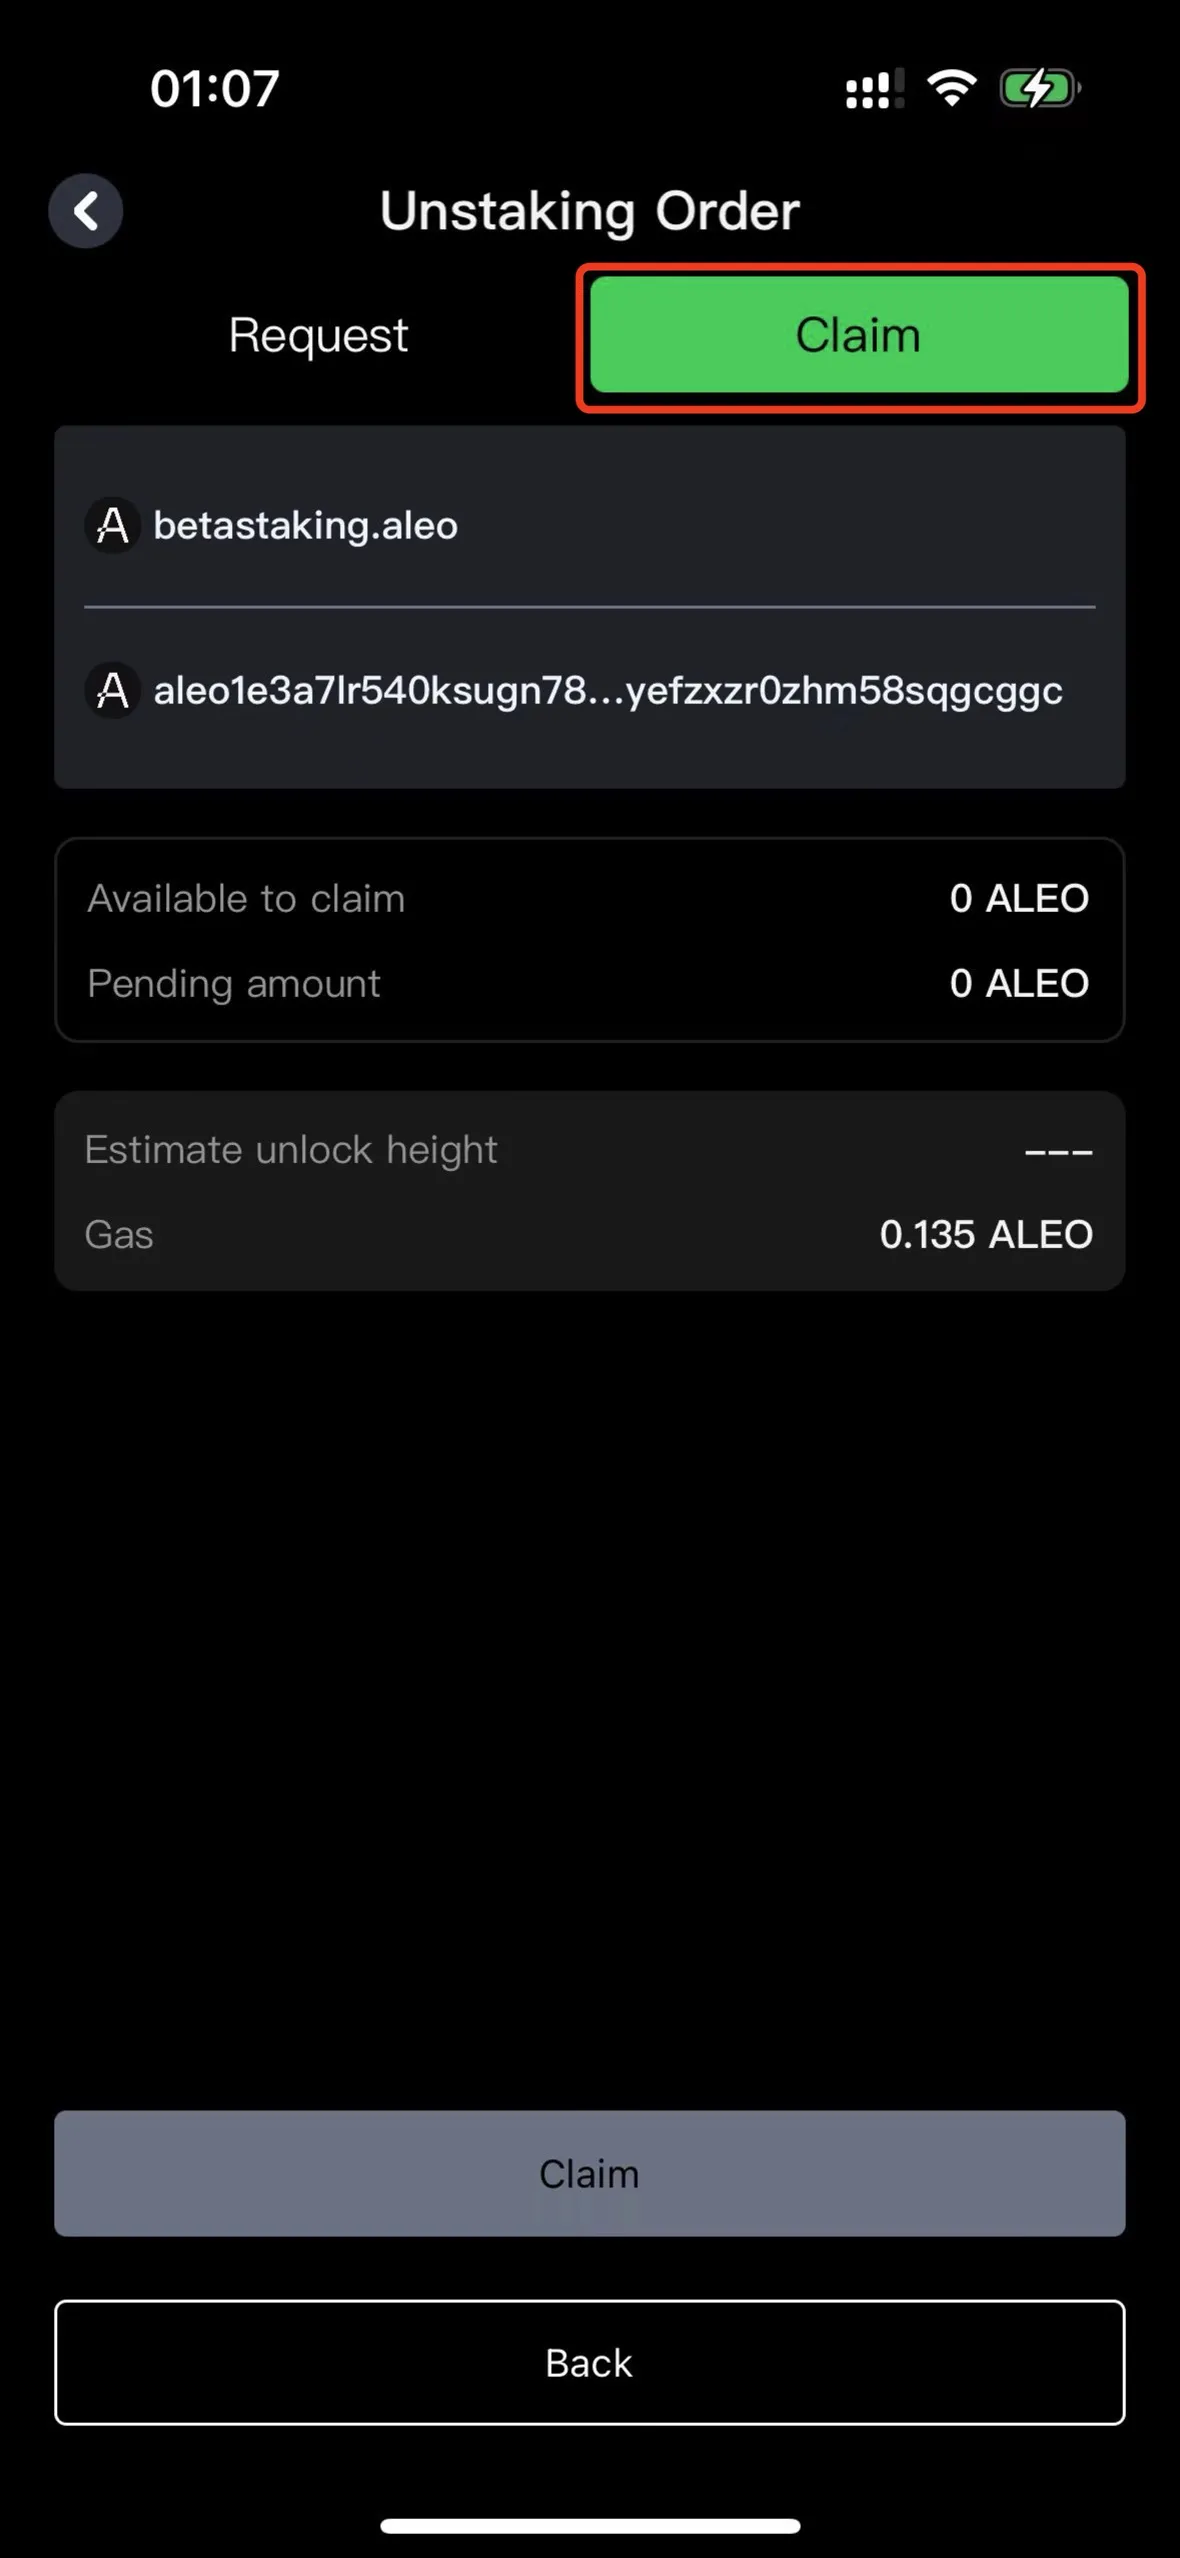 01:07
Unstaking Order
Request
Claim
betastaking.aleo
aleo1e3a7lr540ksugn78...yefzxzr0zhm58sqgcggc
Available to claim 0 ALEO
Pending amount 0 ALEO
Estimate unlock height ---
Gas 0.135 ALEO
Claim
Back